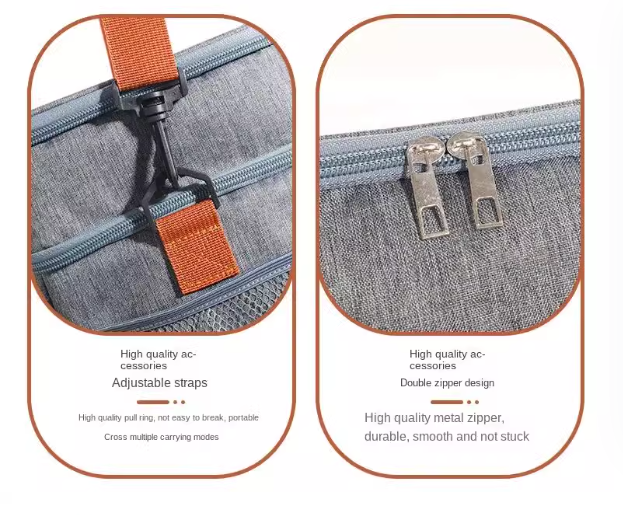 High quality ac-
cessories
Adjustable straps
High quality pull ring, not easy to break, portable
Cross multiple carrying modes
High quality ac-
cessories
Double zipper design
High quality metal zipper,
durable, smooth and not stuck